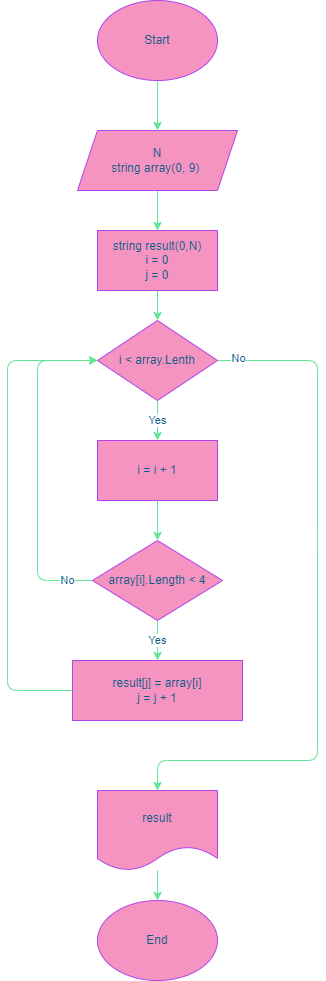 Start
N
string array(0, 9)
string result(0,N)
i = 0
j = 0
i < array.Lenth
No
Yes
i = i + 1
array[i].Length < 4
No
Yes
result[j] = array[i]
j = j + 1
result
End